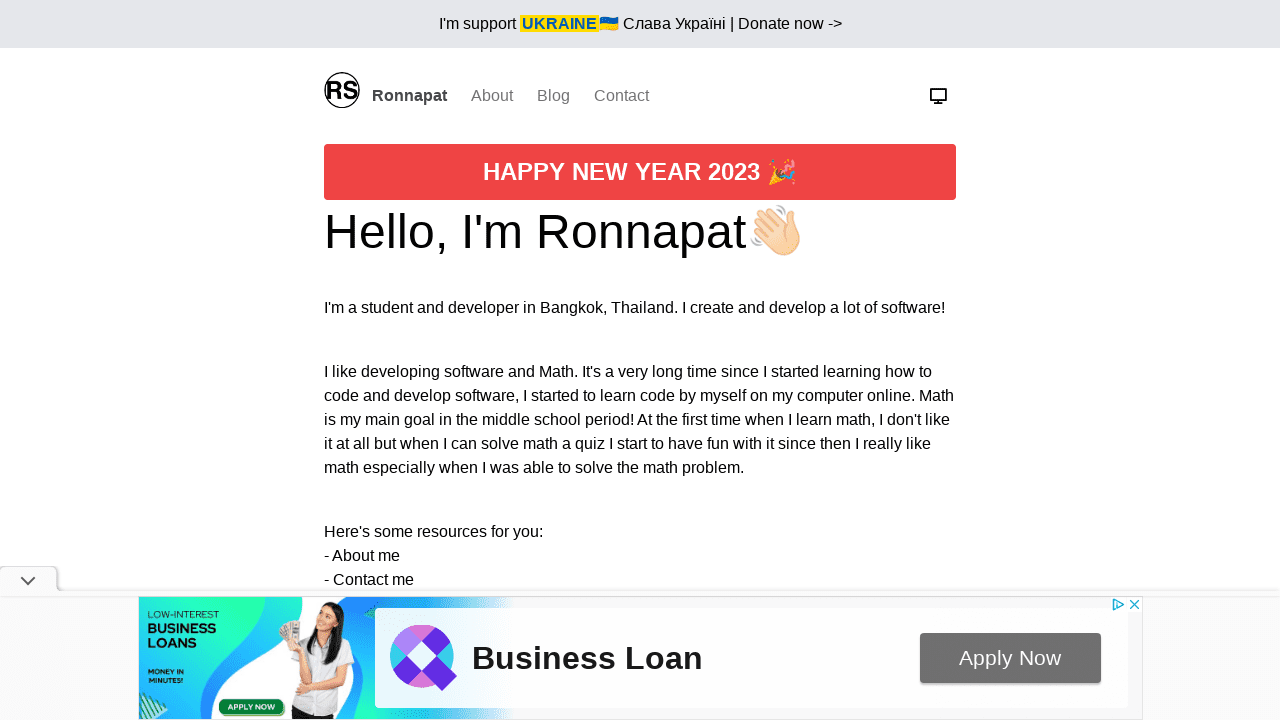 I'm support UKRAINE🇺🇦 Слава Україні | Donate now ->
RS Ronnapat About Blog Contact
HAPPY NEW YEAR 2023 🎉
Hello, I'm Ronnapat👋🏻
I'm a student and developer in Bangkok, Thailand. I create and develop a lot of software!
I like developing software and Math. It's a very long time since I started learning how to
code and develop software, I started to learn code by myself on my computer online. Math
is my main goal in the middle school period! At the first time when I learn math, I don't like
it at all but when I can solve math a quiz I start to have fun with it since then I really like
math especially when I was able to solve the math problem.
Here's some resources for you:
- About me
- Contact me
LOW-INTEREST
BUSINESS
LOANS
MONEY IN
MINUTES!
APPLY NOW
Business Loan
Apply Now